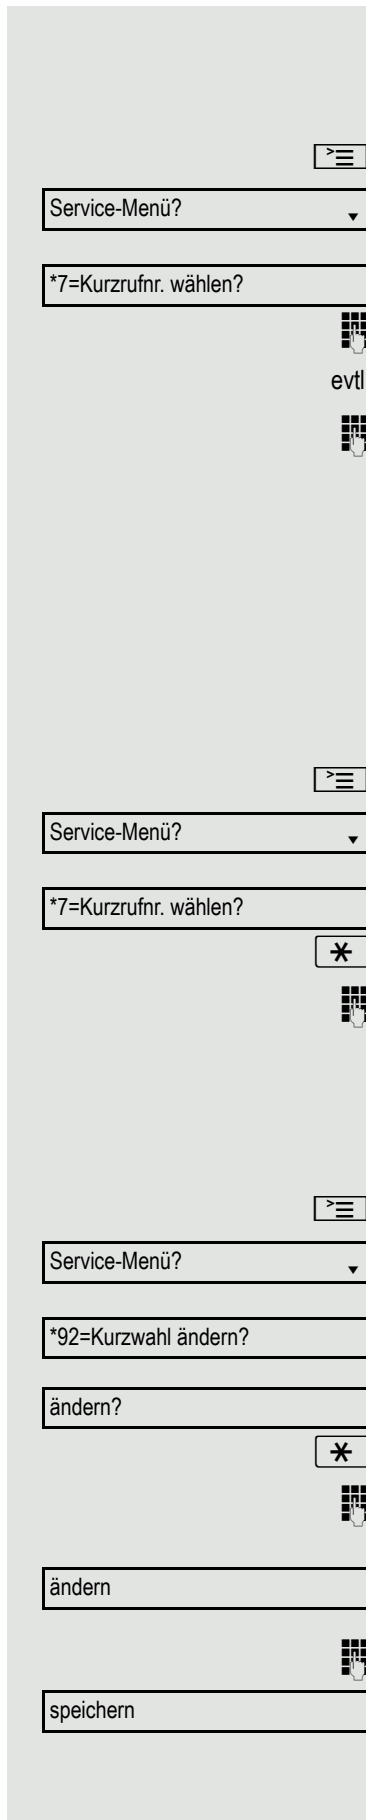 Service-Menü?
*7=Kurzrufnr. wählen?
evtl
Service-Menü?
*7=Kurzrufnr. wählen?
*
Service-Menü?
*92=Kurzwahl ändern?
ändern?
*
ändern
speichern